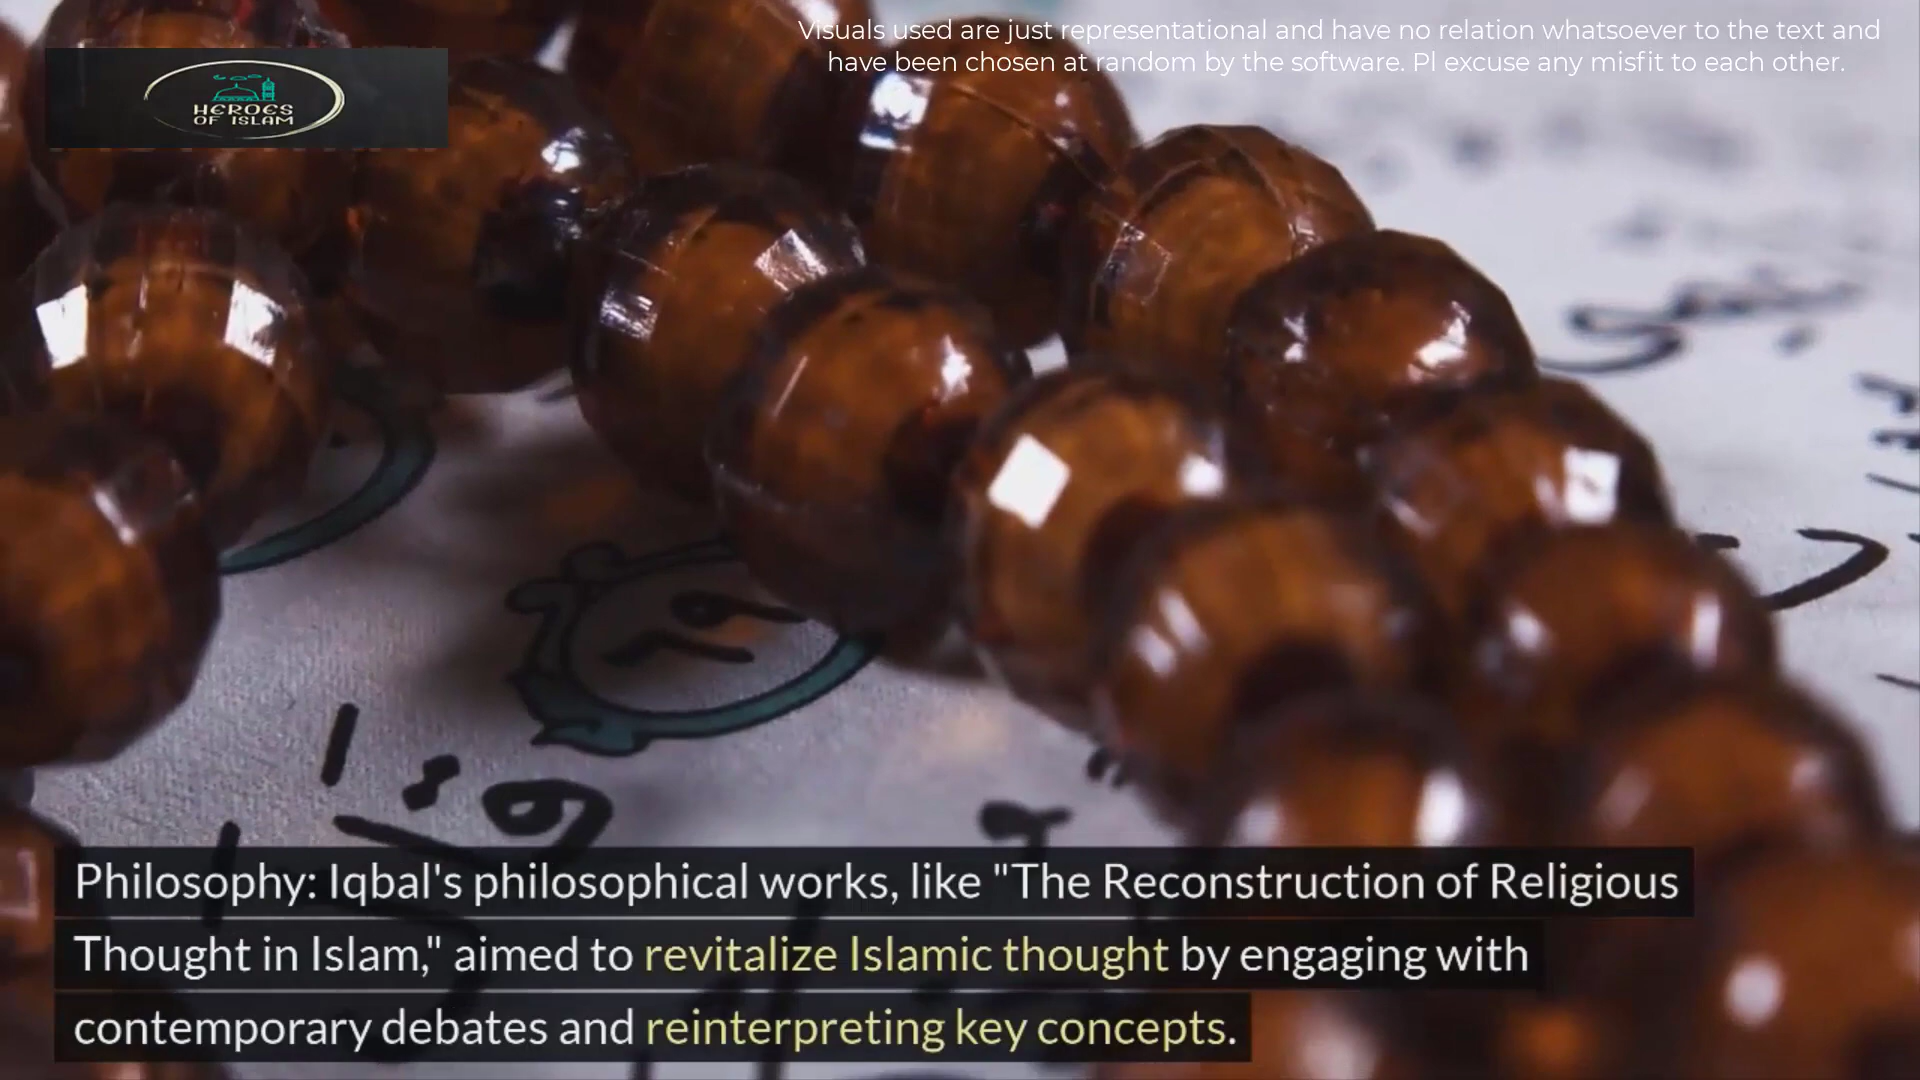 Visuals used are just representational and have no relation whatsoever to the text and
have been chosen at random by the software. Pl excuse any misfit to each other.
HEROES
OF ISLAM
Philosophy: Iqbal's philosophical works, like "The Reconstruction of Religious
Thought in Islam," aimed to revitalize Islamic thought by engaging with
contemporary debates and reinterpreting key concepts.